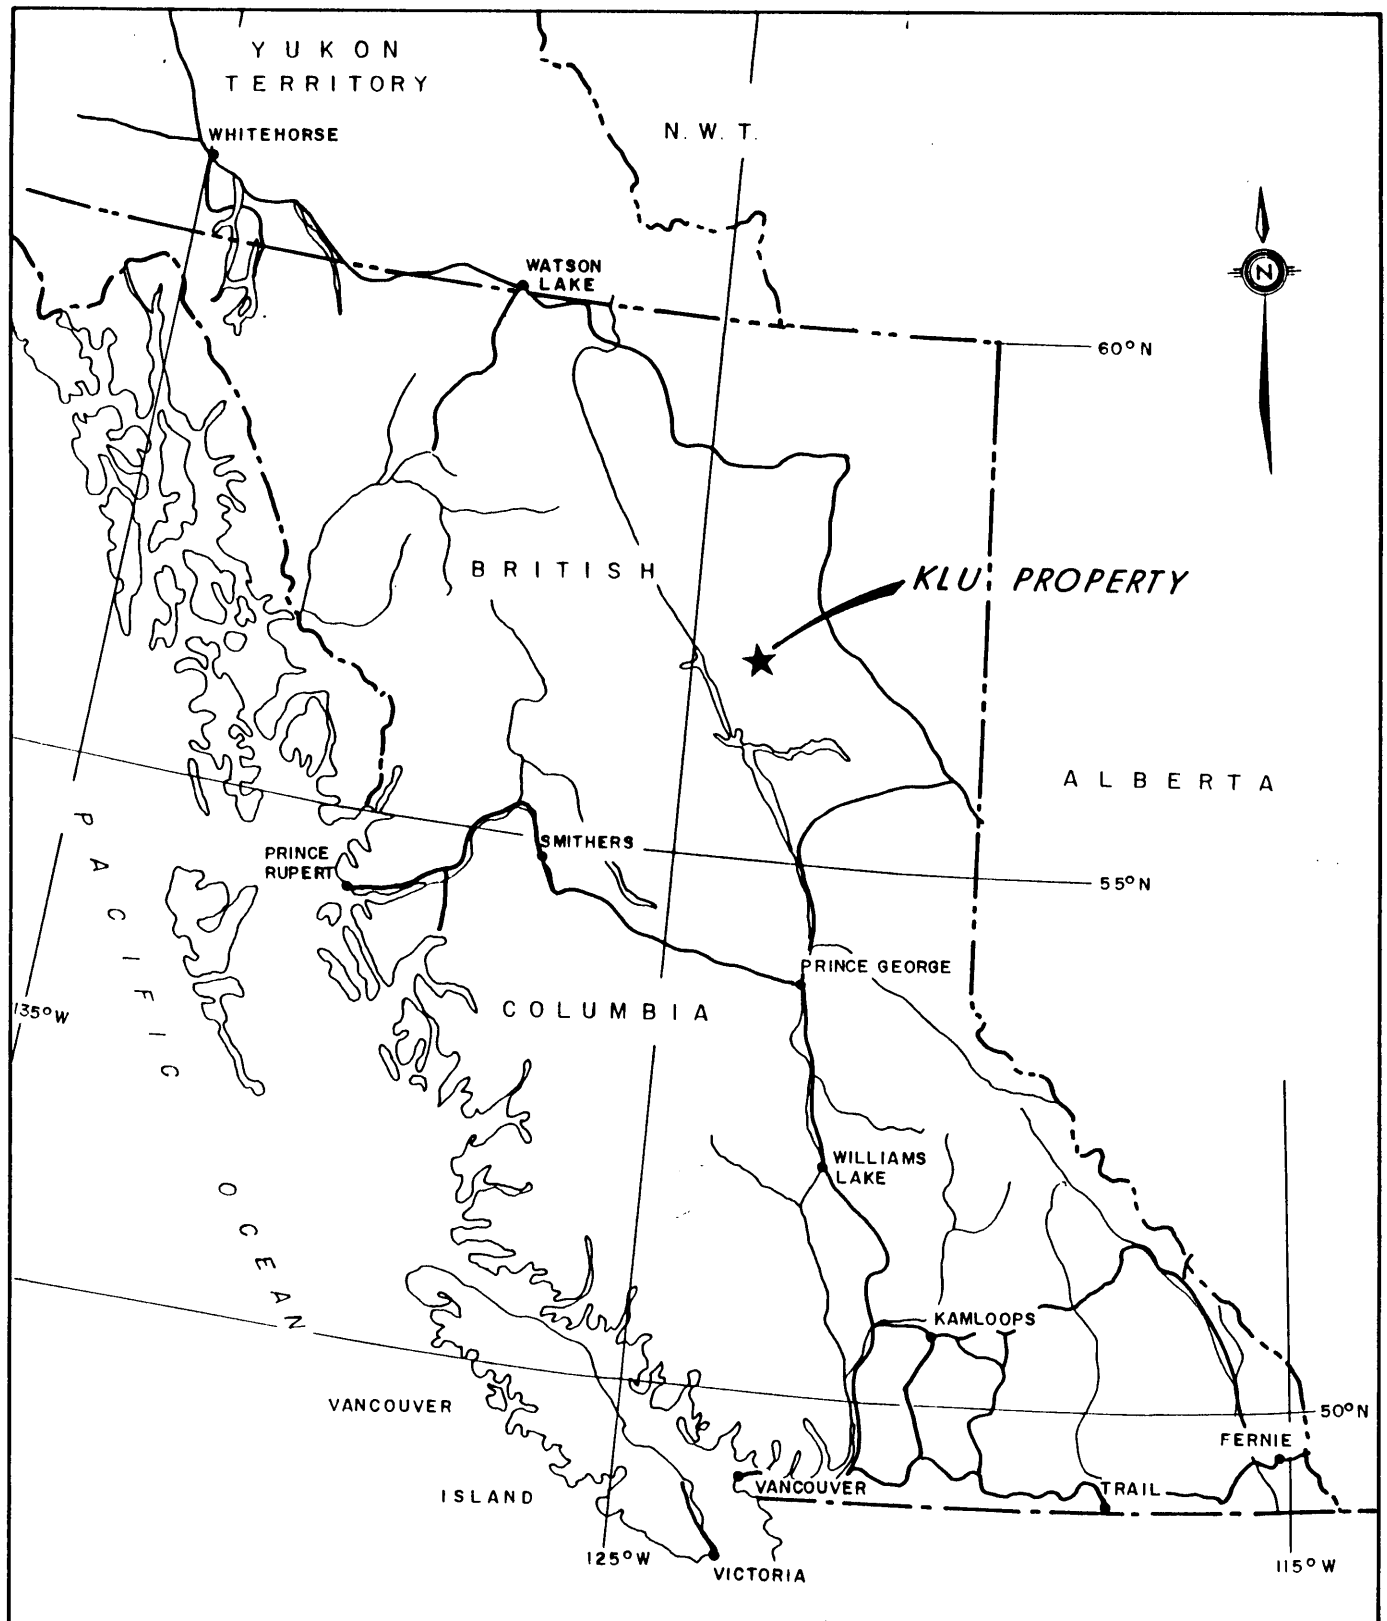 YUKON
TERRITORY
N. W. T.
WHITEHORSE
N
WATSON
LAKE
60°N
BRITISH
KLU PROPERTY
ALBERTA
PACIFIC
SMITHERS
PRINCE
RUPERT
55°N
PRINCE GEORGE
COLUMBIA
135°W
WILLIAMS
LAKE
OCEAN
KAMLOOPS
VANCOUVER
50°N
FERNIE
ISLAND
VANCOUVER
TRAIL
125°W
VICTORIA
115°W